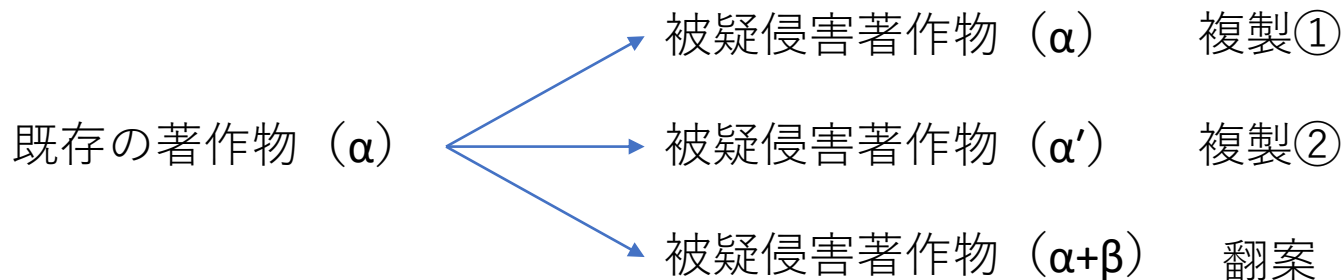 被疑侵害著作物（α） 複製①
既存の著作物（α） 被疑侵害著作物（α′） 複製②
被疑侵害著作物（α+β） 翻案